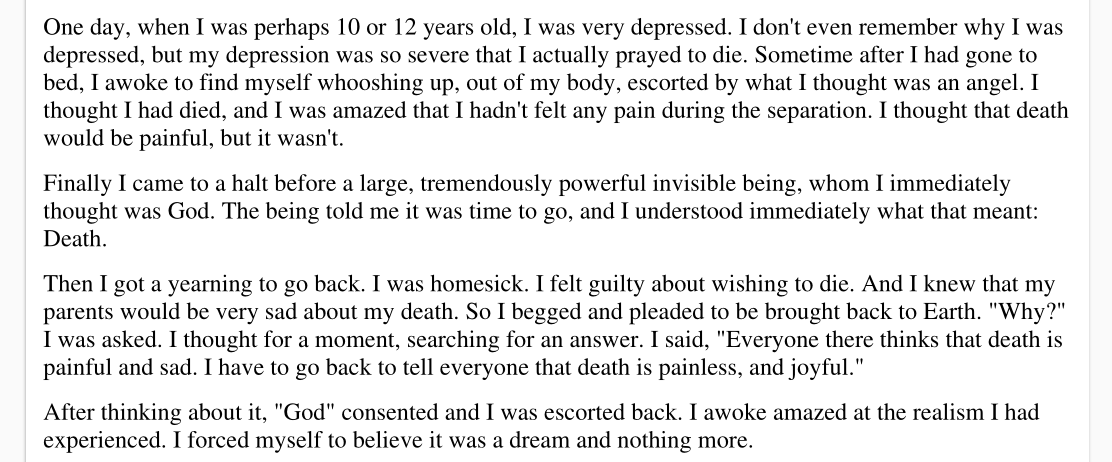 One day, when I was perhaps 10 or 12 years old, I was very depressed. I don't even remember why I was
depressed, but my depression was so severe that I actually prayed to die. Sometime after I had gone to
bed, I awoke to find myself whooshing up, out of my body, escorted by what I thought was an angel. I
thought I had died, and I was amazed that I hadn't felt any pain during the separation. I thought that death
would be painful, but it wasn't.
Finally I came to a halt before a large, tremendously powerful invisible being, whom I immediately
thought was God. The being told me it was time to go, and I understood immediately what that meant:
Death.
Then I got a yearning to go back. I was homesick. I felt guilty about wishing to die. And I knew that my
parents would be very sad about my death. So I begged and pleaded to be brought back to Earth. "Why?"
I was asked. I thought for a moment, searching for an answer. I said, "Everyone there thinks that death is
painful and sad. I have to go back to tell everyone that death is painless, and joyful."
After thinking about it, "God" consented and I was escorted back. I awoke amazed at the realism I had
experienced. I forced myself to believe it was a dream and nothing more.